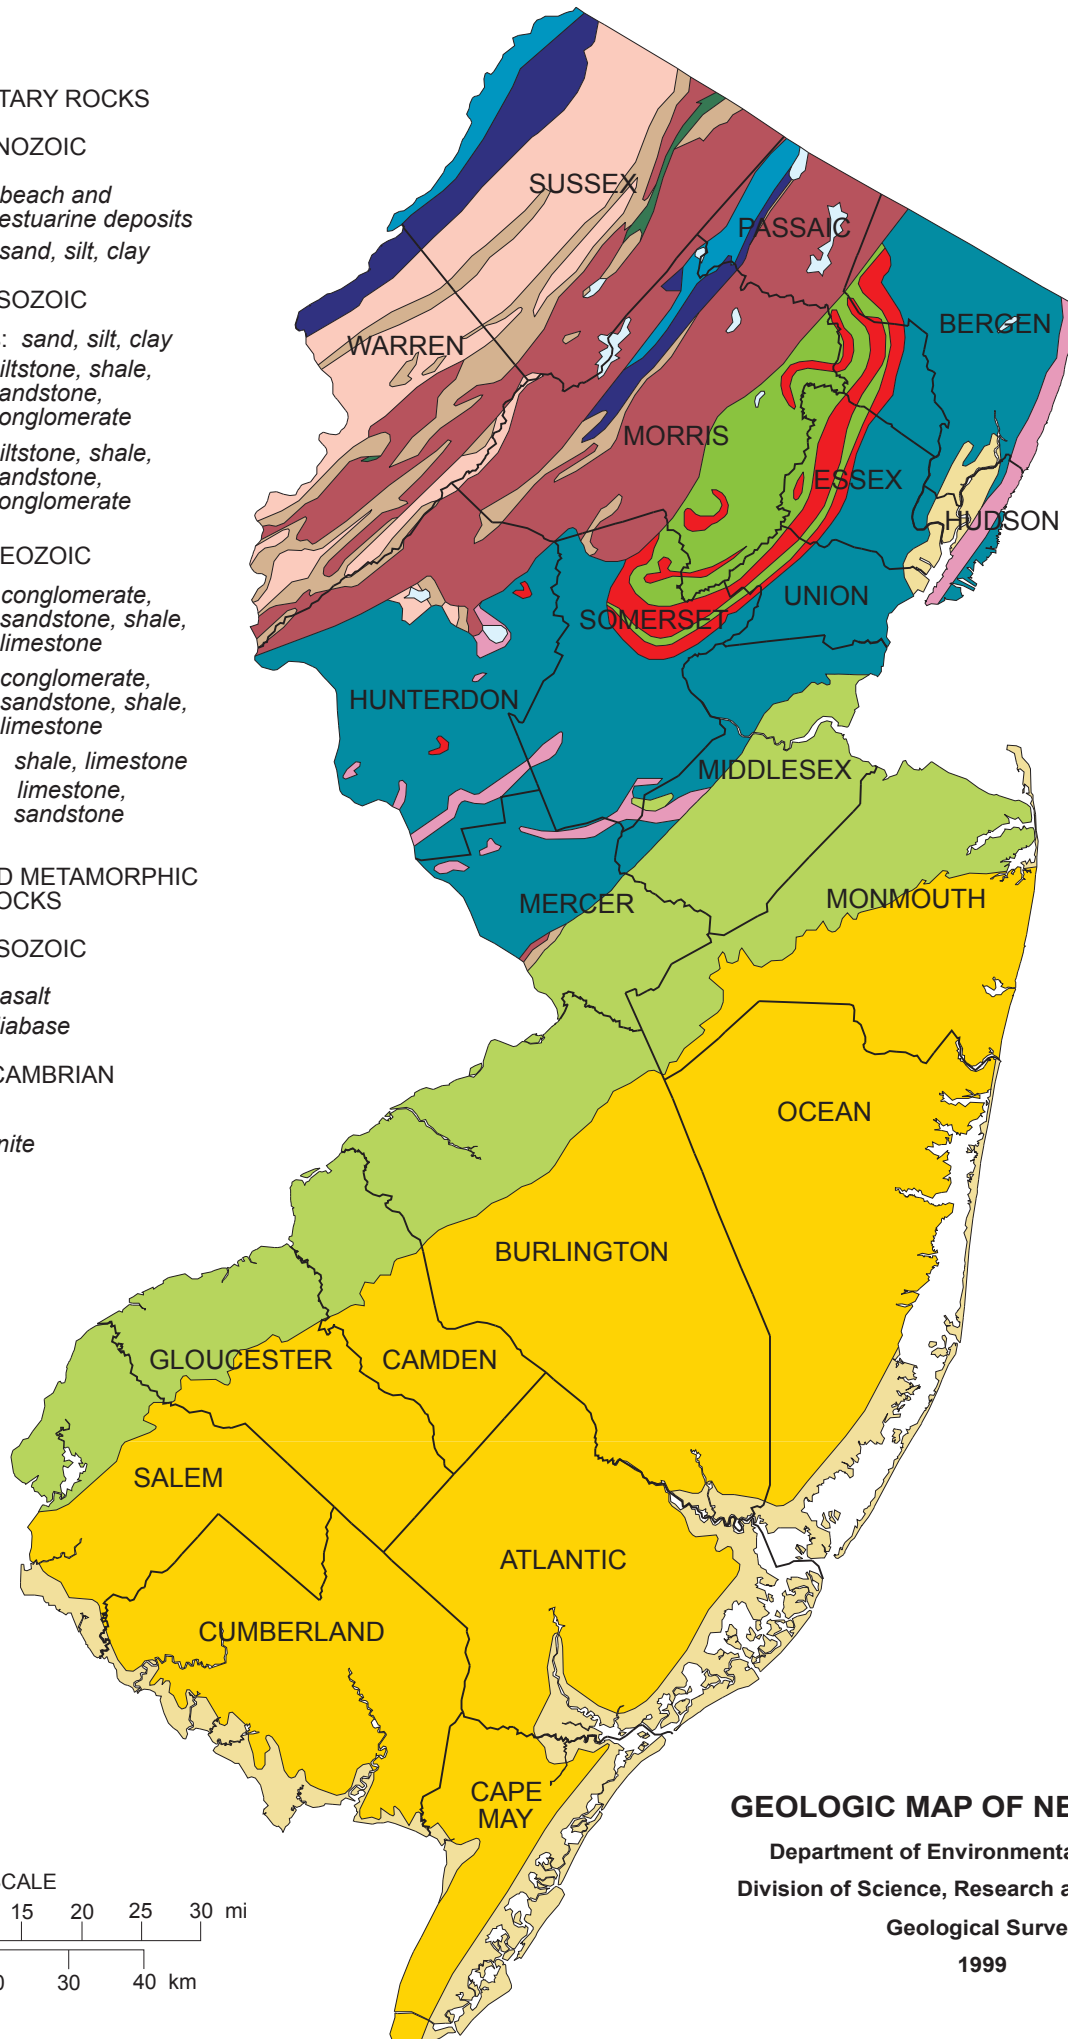 TARY ROCKS
NOZOIC
beach and
estuarine deposits
sand, silt, clay
SOZOIC
: sand, silt, clay
iltstone, shale,
andstone,
onglomerate
iltstone, shale,
andstone,
onglomerate
EOZOIC
conglomerate,
sandstone, shale,
limestone
conglomerate,
sandstone, shale,
limestone
shale, limestone
limestone,
sandstone
D METAMORPHIC
OCKS
SOZOIC
asalt
iabase
CAMBRIAN
nite
SUSSEX
PASSAIC
BERGEN
WARREN
MORRIS
ESSEX
HUDSON
UNION
SOMERSET
HUNTERDON
MIDDLESEX
MERCER
MONMOUTH
OCEAN
BURLINGTON
GLOUCESTER
CAMDEN
SALEM
ATLANTIC
CUMBERLAND
CAPE
MAY
GEOLOGIC MAP OF NE
Department of Environmenta
Division of Science, Research a
Geological Surve
1999
SCALE
15 20 25 30 mi
0 30 40 km